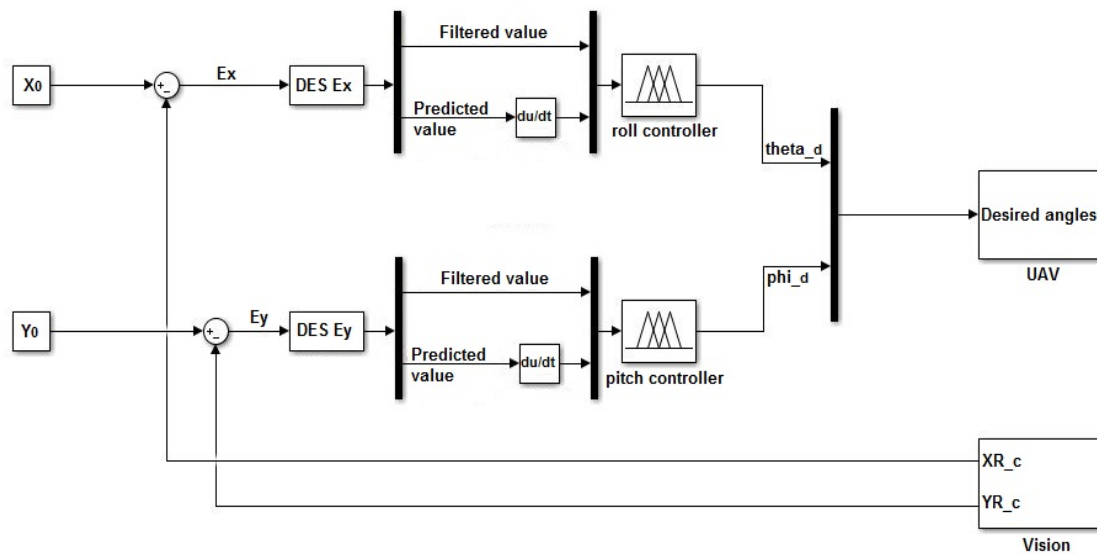 Filtered value
X0
+
-
Ex
DES Ex
Predicted
value
du/dt
roll controller
theta_d
Desired angles
UAV
Filtered value
phi_d
Y0
+
-
Ey
DES Ey
Predicted
value
du/dt
pitch controller
XR_c
YR_c
Vision